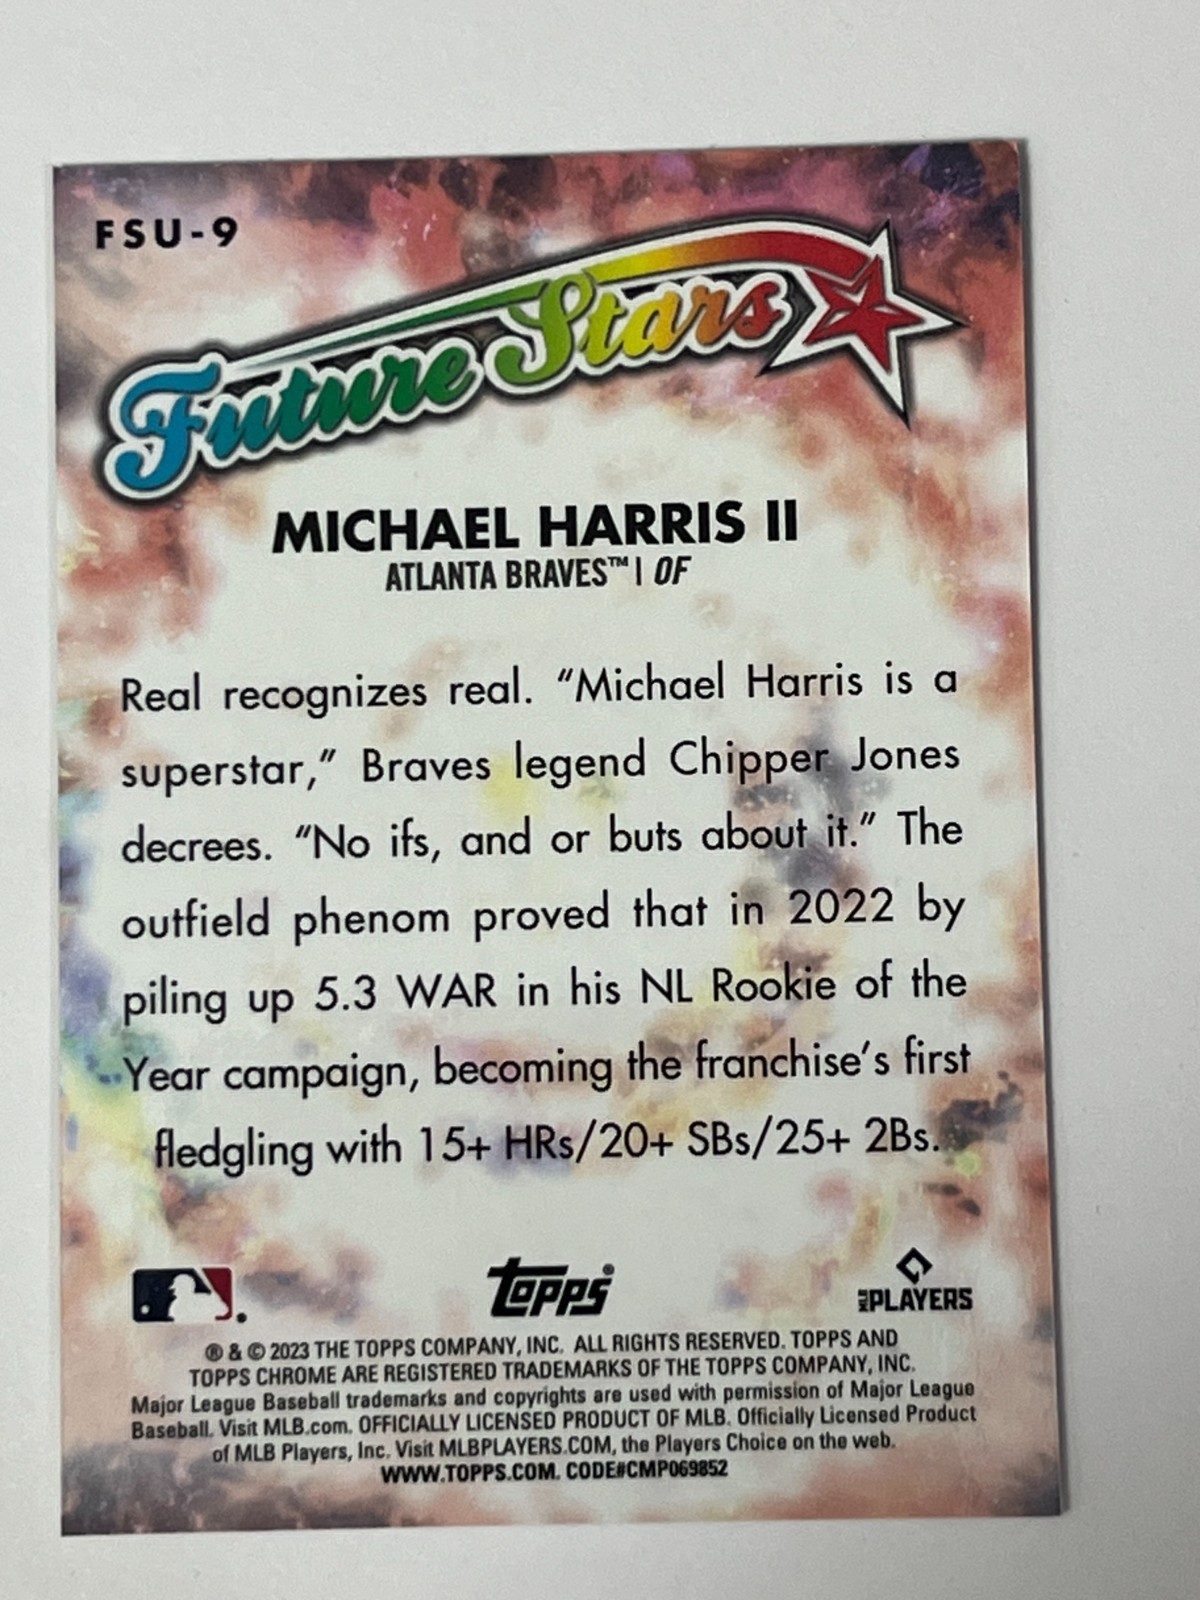 FSU-9
Future Stars
MICHAEL HARRIS II
ATLANTA BRAVES™ | OF
Real recognizes real. “Michael Harris is a
superstar,” Braves legend Chipper Jones
decrees. “No ifs, and or buts about it.” The
outfield phenom proved that in 2022 by
piling up 5.3 WAR in his NL Rookie of the
Year campaign, becoming the franchise’s first
fledgling with 15+ HRs/20+ SBs/25+ 2Bs.
topps®
MLB PLAYERS
® & © 2023 THE TOPPS COMPANY, INC. ALL RIGHTS RESERVED. TOPPS AND
TOPPS CHROME ARE REGISTERED TRADEMARKS OF THE TOPPS COMPANY, INC.
Major League Baseball trademarks and copyrights are used with permission of Major League
Baseball. Visit MLB.com. OFFICIALLY LICENSED PRODUCT OF MLB. Officially Licensed Product
of MLB Players, Inc. Visit MLBPLAYERS.COM, the Players Choice on the web.
WWW.TOPPS.COM. CODE#CMP069852